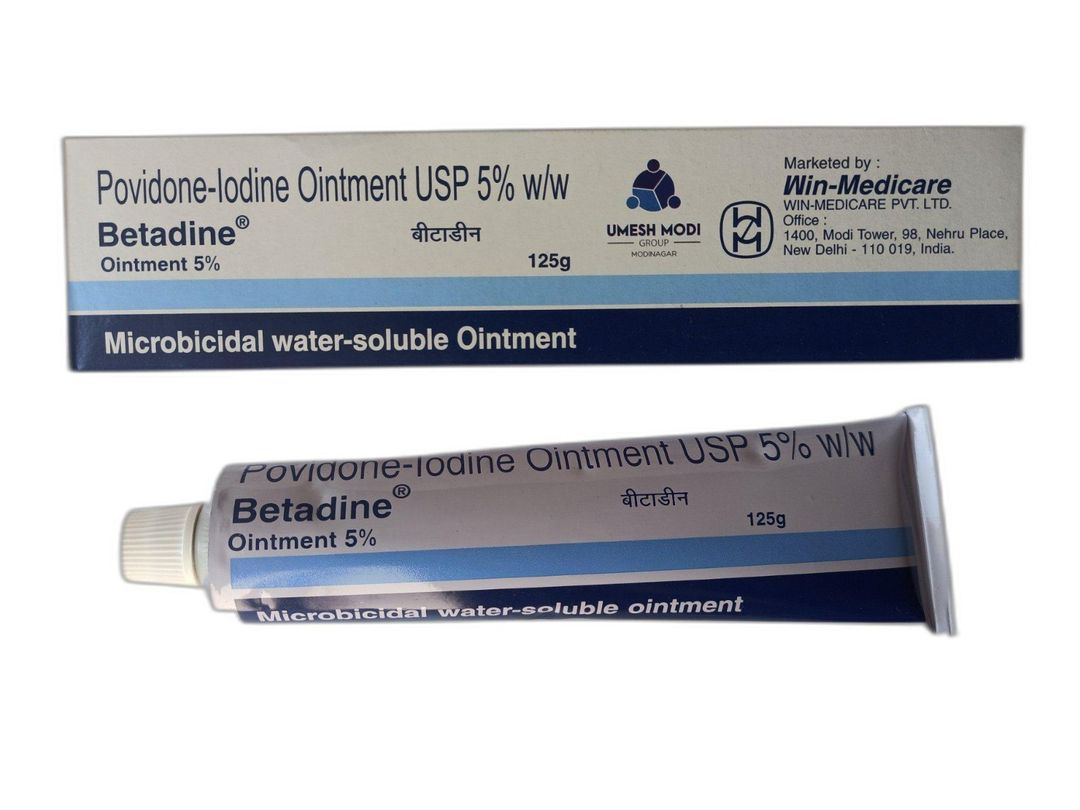 Povidone-Iodine Ointment USP 5% w/w
Betadine®
बीटाडीन
Ointment 5%
125g
Microbicidal water-soluble Ointment
UMESH MODI
GROUP
MODINAGAR
Marketed by :
Win-Medicare
WIN-MEDICARE PVT. LTD.
Office :
1400, Modi Tower, 98, Nehru Place,
New Delhi - 110 019, India.
Povidone-Iodine Ointment USP 5% w/w
Betadine®
बीटाडीन
Ointment 5%
125g
Microbicidal water-soluble ointment